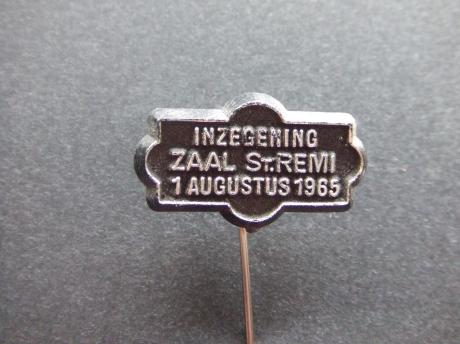 INZEGENING
ZAAL ST. REMI
1 AUGUSTUS 1965